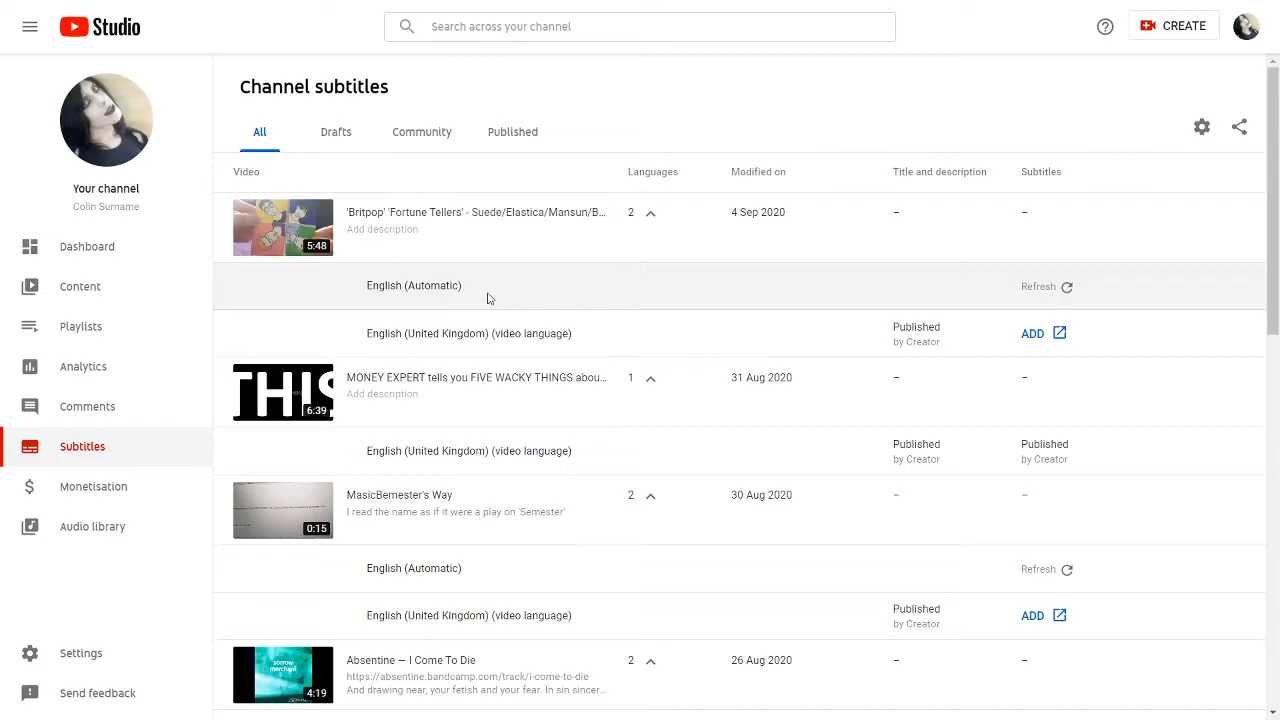 Studio
Search across your channel
CREATE
Your channel
Colin Surname
Dashboard
Content
Playlists
Analytics
Comments
Subtitles
Monetisation
Audio library
Settings
Send feedback
Channel subtitles
All Drafts Community Published
Video Languages Modified on Title and description Subtitles
5:48
'Britpop' 'Fortune Tellers' - Suede/Elastica/Mansun/B... 2 4 Sep 2020 – –
Add description
English (Automatic) Refresh
English (United Kingdom) (video language) Published ADD
by Creator
THIS
6:39
MONEY EXPERT tells you FIVE WACKY THINGS abou... 1 31 Aug 2020 – –
Add description
English (United Kingdom) (video language) Published Published
by Creator by Creator
0:15
MasicBemester's Way 2 30 Aug 2020 – –
I read the name as if it were a play on 'Semester'
English (Automatic) Refresh
English (United Kingdom) (video language) Published ADD
by Creator
sorrow
merchant
4:19
Absentine — I Come To Die 2 26 Aug 2020 – –
https://absentine.bandcamp.com/track/i-come-to-die
And drawing near, your fetish and your fear. In sin sincer...